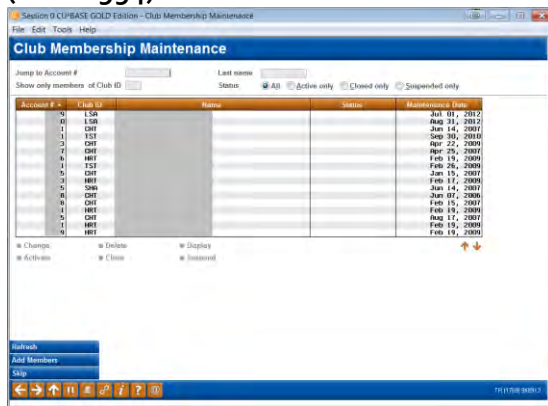 Session 0 CU*BASE GOLD Edition - Club Membership Maintenance
File Edit Tools Help
Club Membership Maintenance
Jump to Account # Last name
Show only members of Club ID Status All Active only Closed only Suspended only
Account # Club ID Name Status Maintenance Date
9 LSA Jul 01, 2012
0 LSA Aug 31, 2012
1 CHT Jun 14, 2007
1 TST Sep 30, 2010
3 CHT Apr 22, 2009
7 CHT Apr 25, 2007
6 HRT Feb 19, 2009
1 TST Feb 26, 2009
5 CHT Jan 15, 2007
3 HRT Feb 17, 2009
5 SMA Jun 14, 2007
8 CHT Jun 07, 2006
8 CHT Feb 15, 2007
1 HRT Feb 19, 2009
5 CHT Aug 17, 2007
1 HRT Feb 19, 2009
9 HRT Feb 19, 2009
Change Delete Display
Activate Close Suspend
Refresh
Add Members
Skip